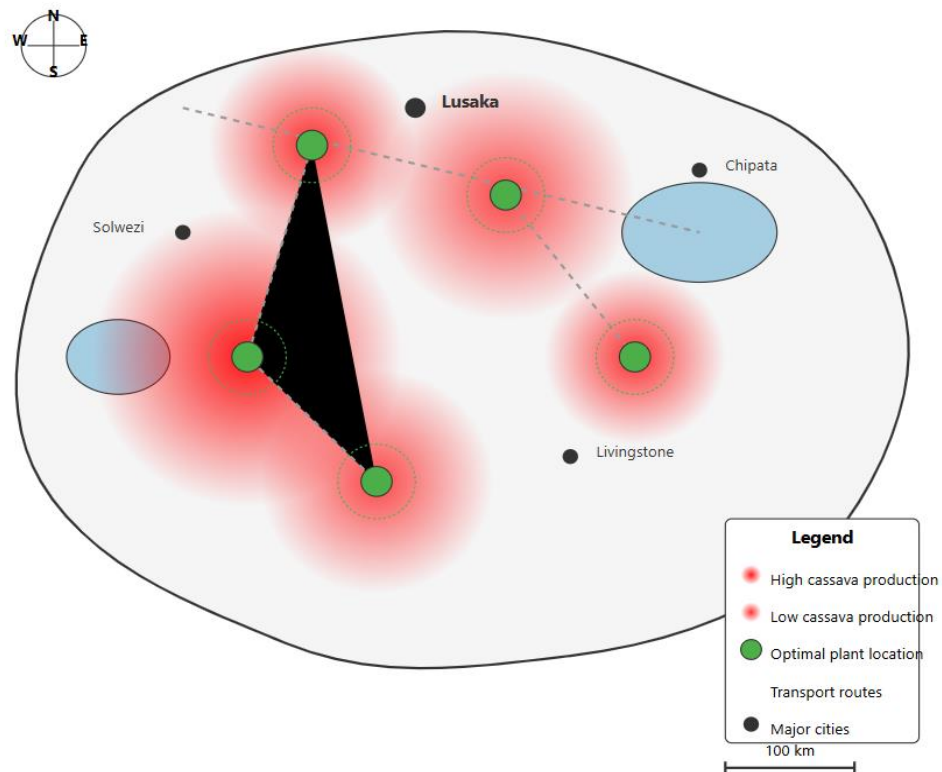 N
W E
S
Lusaka
Chipata
Solwezi
Livingstone
Legend
High cassava production
Low cassava production
Optimal plant location
Transport routes
Major cities
100 km